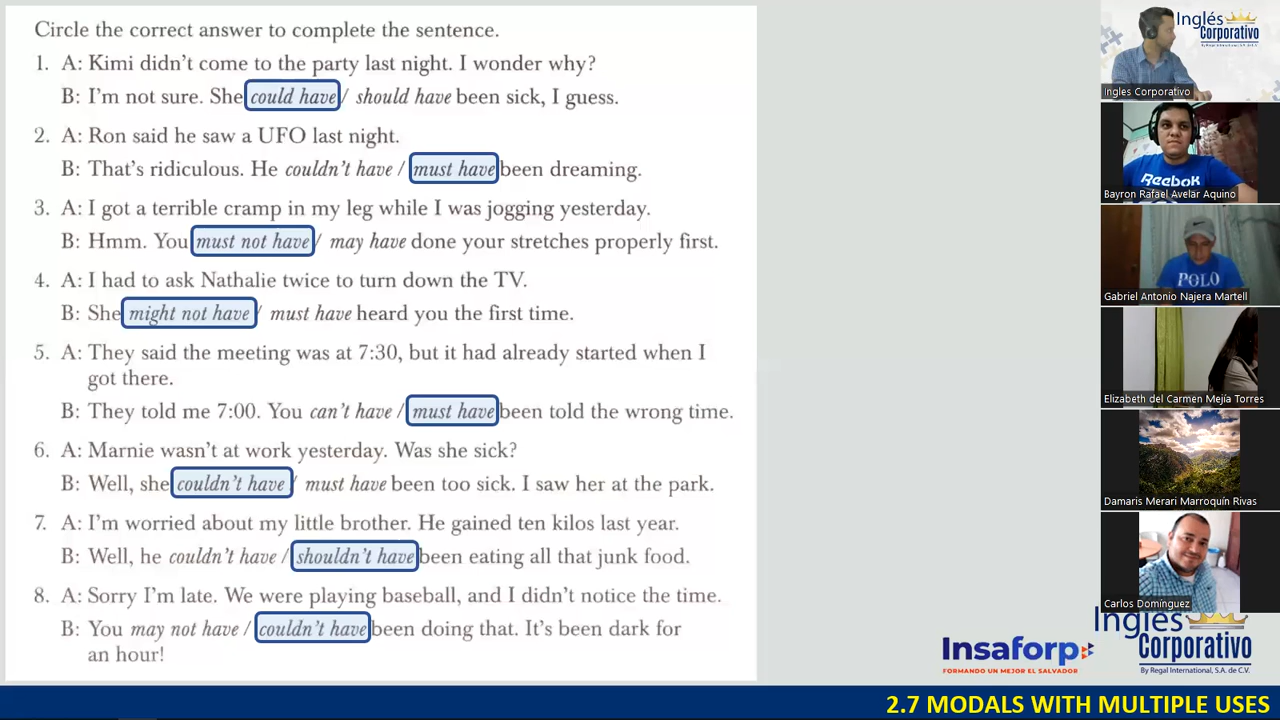 Circle the correct answer to complete the sentence.
1. A: Kimi didn't come to the party last night. I wonder why?
B: I'm not sure. She could have / should have been sick, I guess.
2. A: Ron said he saw a UFO last night.
B: That's ridiculous. He couldn't have / must have been dreaming.
3. A: I got a terrible cramp in my leg while I was jogging yesterday.
B: Hmm. You must not have / may have done your stretches properly first.
4. A: I had to ask Nathalie twice to turn down the TV.
B: She might not have / must have heard you the first time.
5. A: They said the meeting was at 7:30, but it had already started when I
got there.
B: They told me 7:00. You can't have / must have been told the wrong time.
6. A: Marnie wasn't at work yesterday. Was she sick?
B: Well, she couldn't have / must have been too sick. I saw her at the park.
7. A: I'm worried about my little brother. He gained ten kilos last year.
B: Well, he couldn't have / shouldn't have been eating all that junk food.
8. A: Sorry I'm late. We were playing baseball, and I didn't notice the time.
B: You may not have / couldn't have been doing that. It's been dark for
an hour!
Inglés
Corporativo
By Regal International, S.A. de C.V.
Ingles Corporativo
Reebok
Bayron Rafael Avelar Aquino
POLO
Gabriel Antonio Najera Martell
Elizabeth del Carmen Mejía Torres
Damaris Merari Marroquín Rivas
Carlos Domínguez
Insaforp
FORMANDO UN MEJOR EL SALVADOR
Inglés
Corporativo
By Regal International, S.A. de C.V.
2.7 MODALS WITH MULTIPLE USES